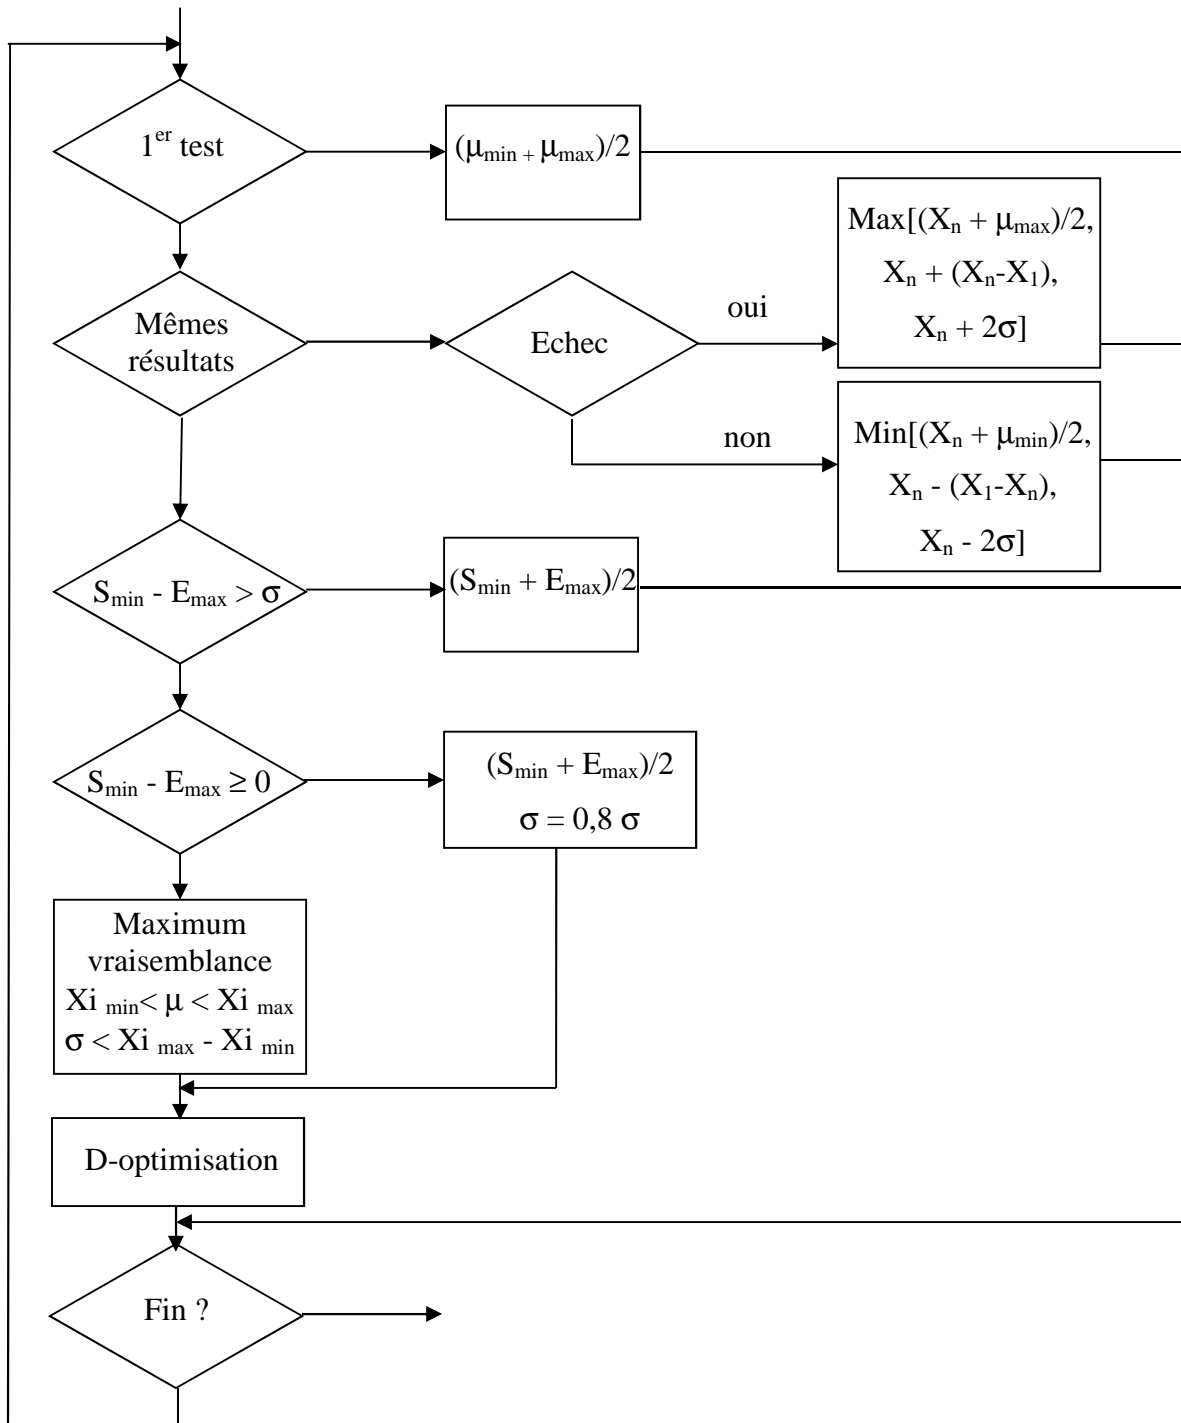 1er test
(μmin + μmax)/2
Max[(Xn + μmax)/2,
Xn + (Xn-X1),
Xn + 2σ]
Mêmes
résultats
Echec
oui
non
Min[(Xn + μmin)/2,
Xn - (X1-Xn),
Xn - 2σ]
Smin - Emax > σ
(Smin + Emax)/2
Smin - Emax ≥ 0
(Smin + Emax)/2
σ = 0,8 σ
Maximum
vraisemblance
Xi min< μ < Xi max
σ < Xi max - Xi min
D-optimisation
Fin ?